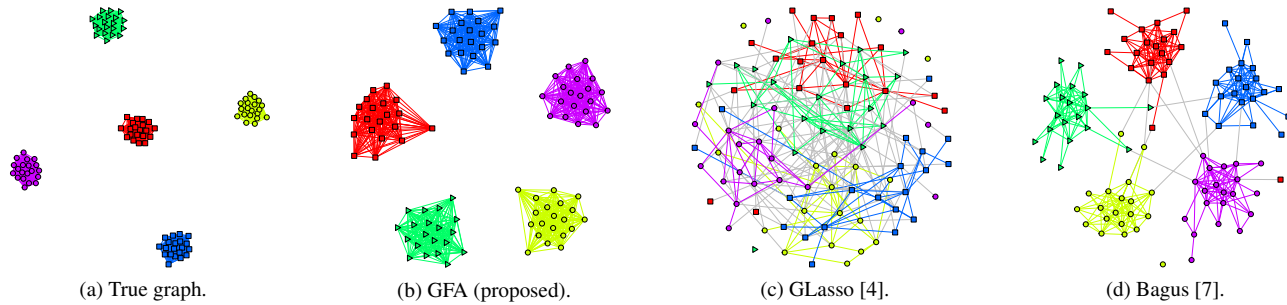 (a) True graph.
(b) GFA (proposed).
(c) GLasso [4].
(d) Bagus [7].